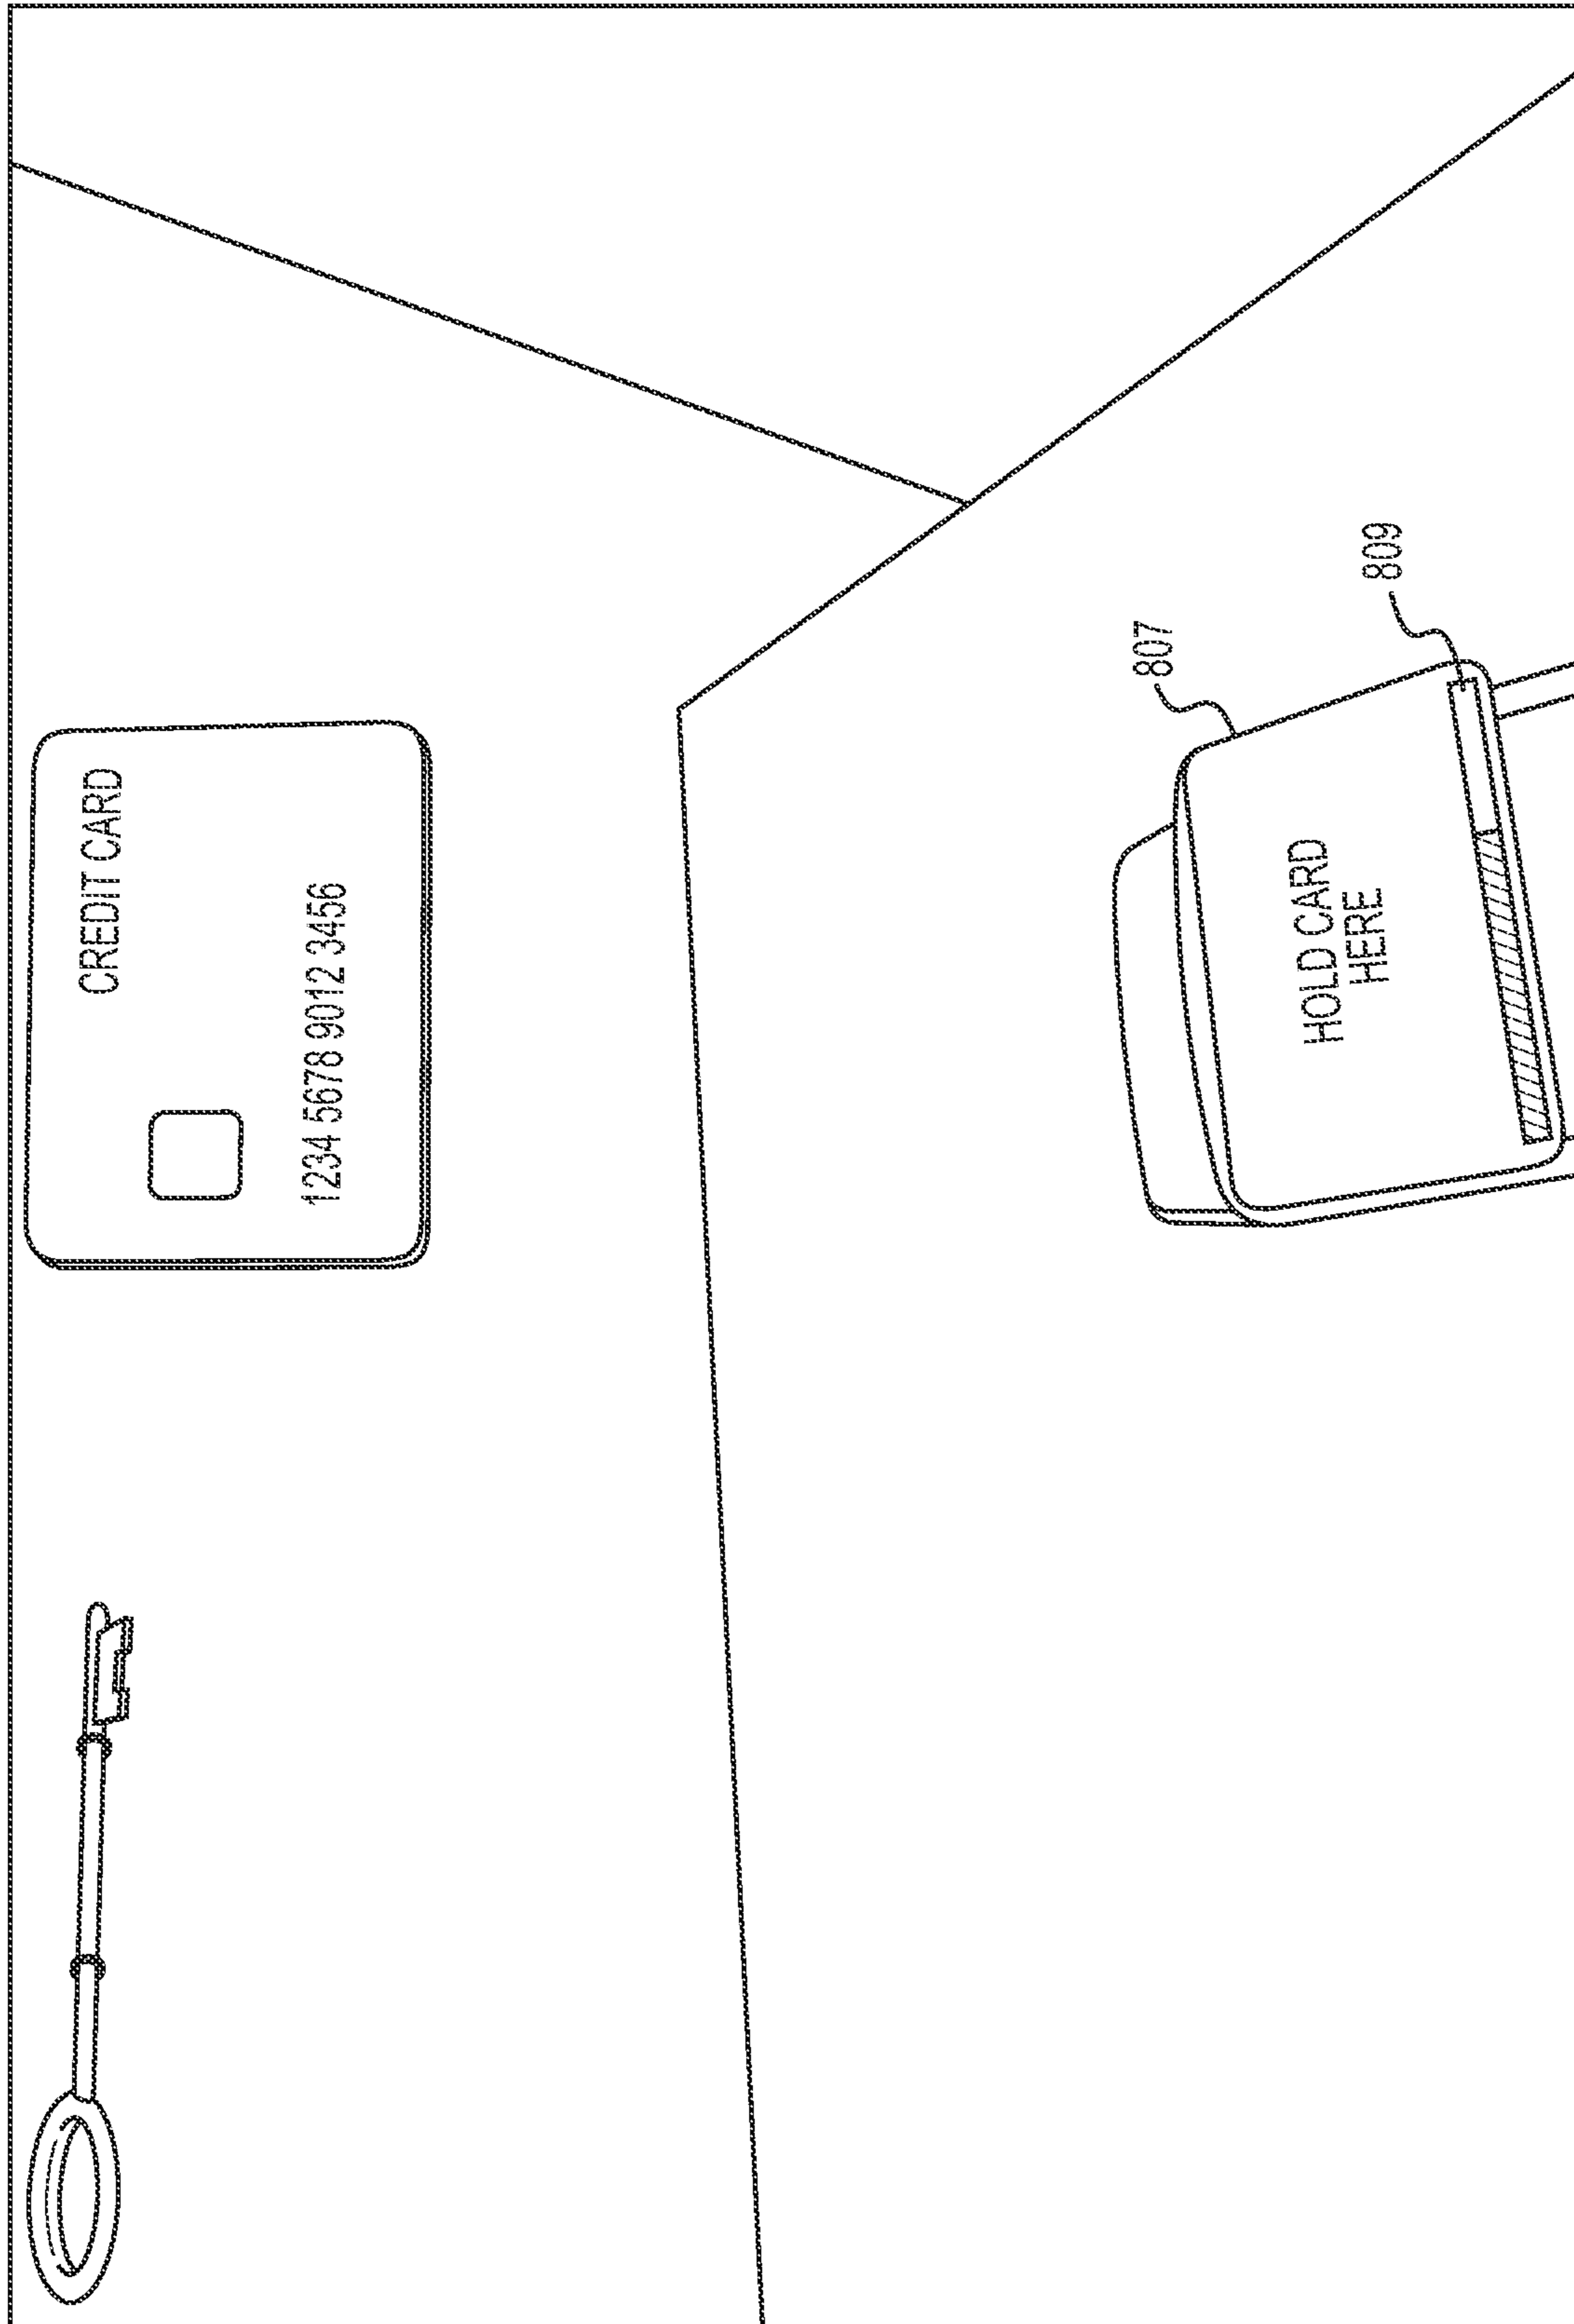 CREDIT CARD
1234 5678 9012 3456
807
809
HOLD CARD
HERE